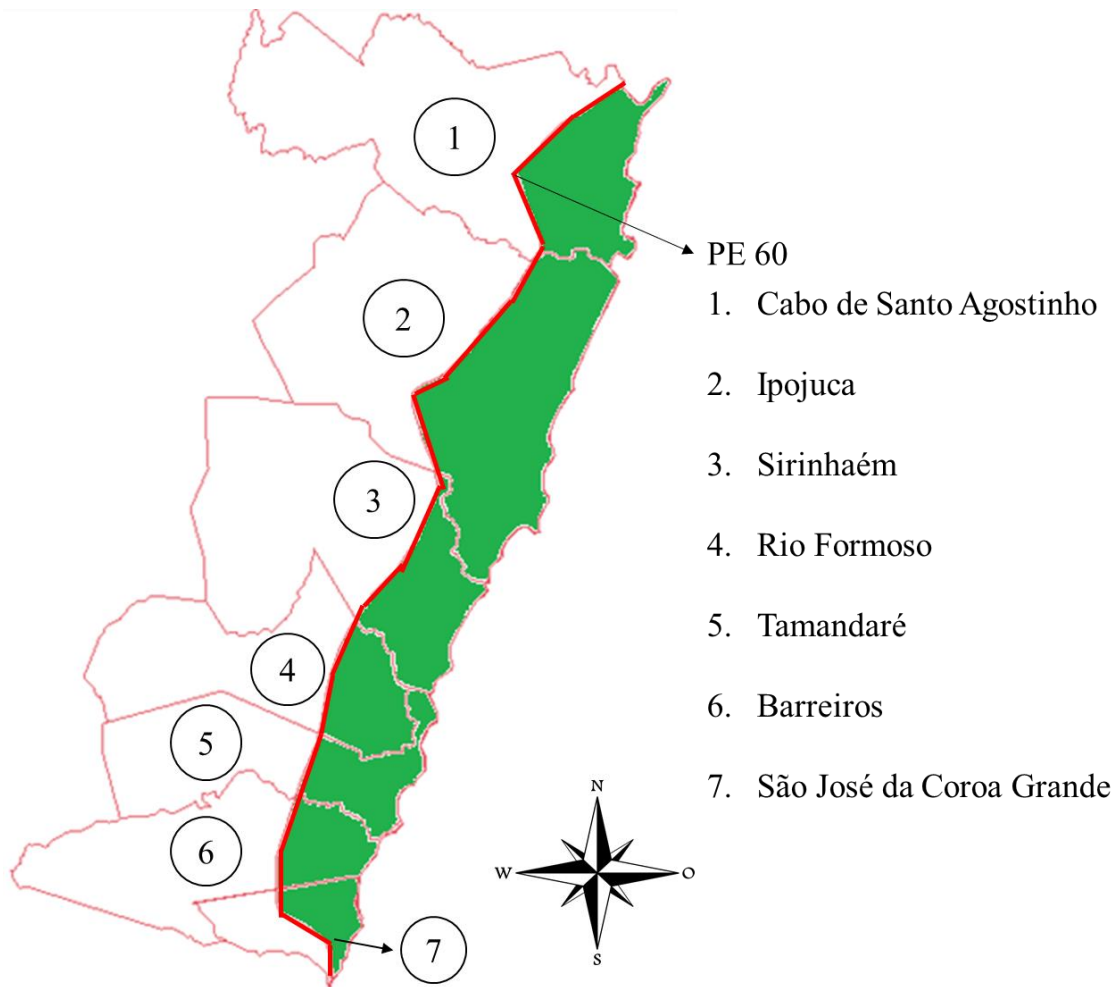 1
PE 60
1. Cabo de Santo Agostinho
2
2. Ipojuca
3. Sirinhaém
3
4. Rio Formoso
5. Tamandaré
4
6. Barreiros
5
7. São José da Coroa Grande
N
6
W
O
7
S